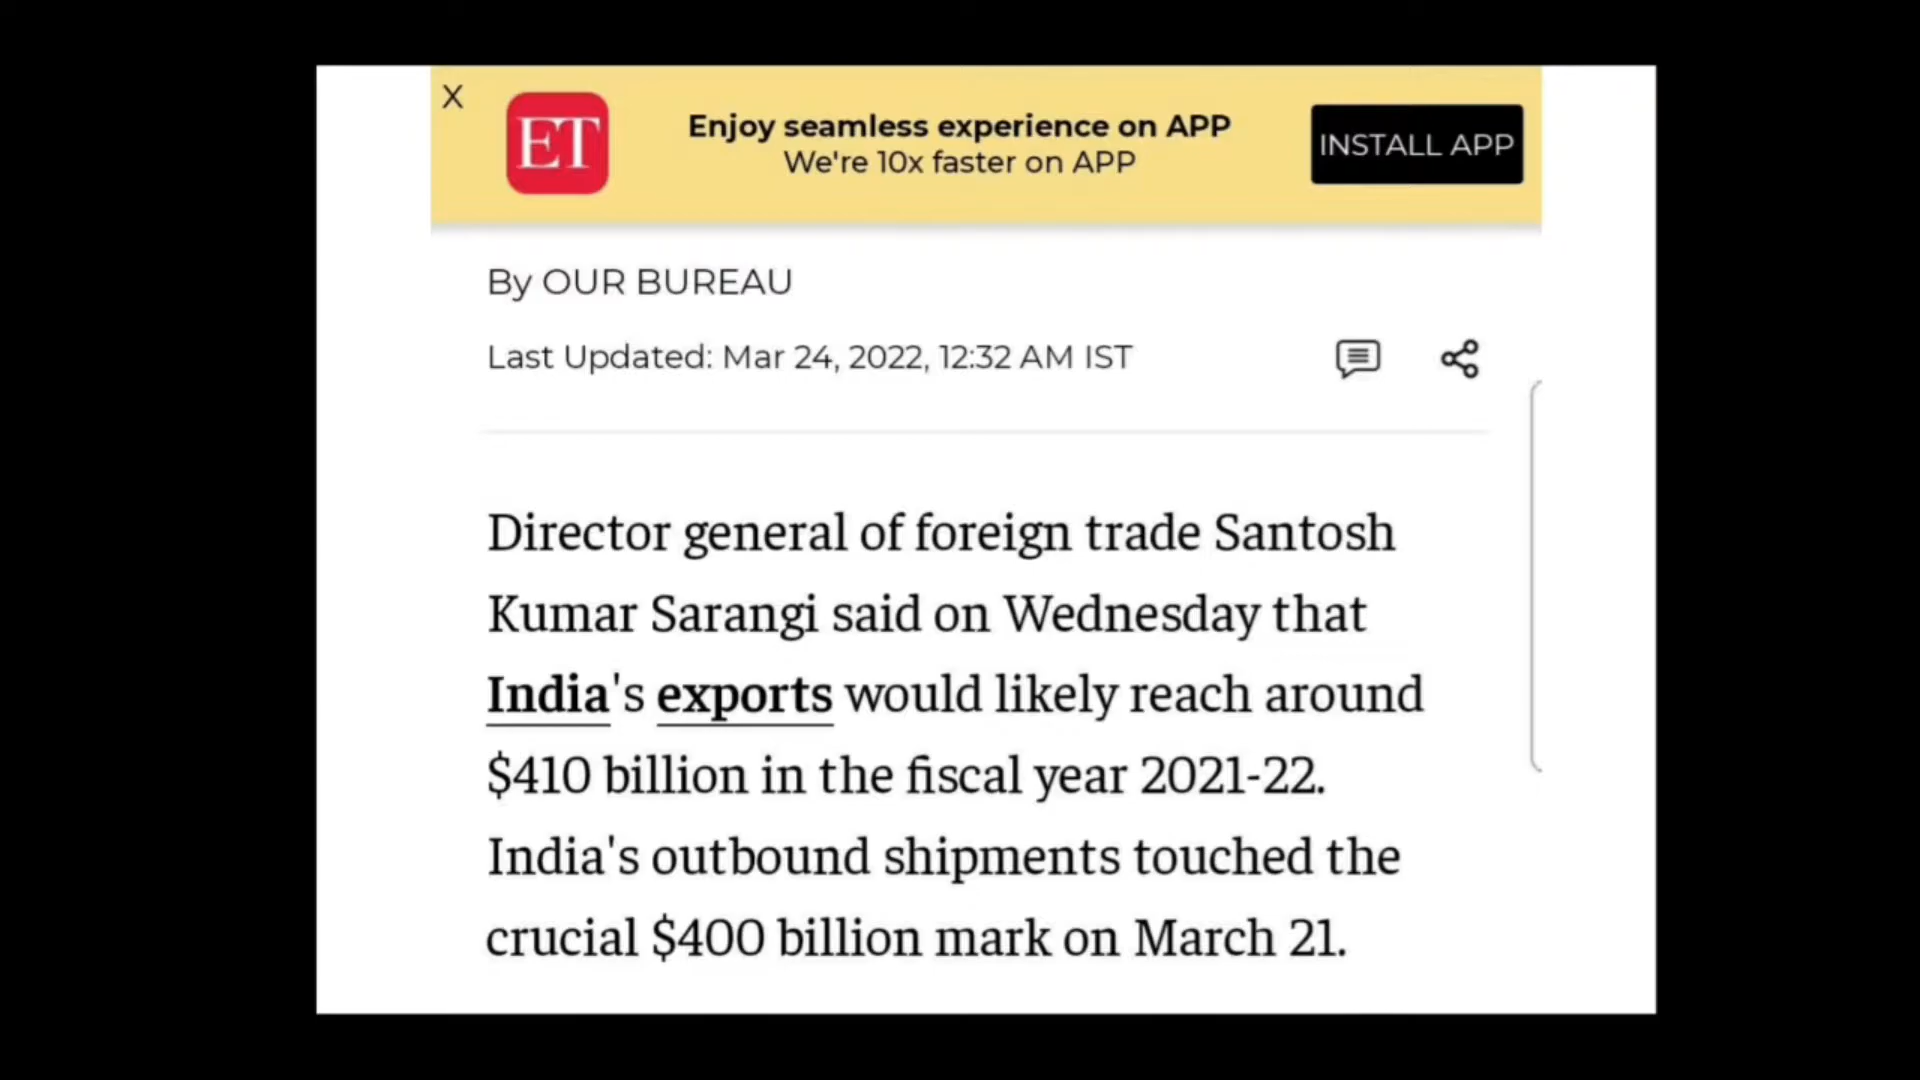 X
ET
Enjoy seamless experience on APP
We're 10x faster on APP
INSTALL APP
By OUR BUREAU
Last Updated: Mar 24, 2022, 12:32 AM IST
Director general of foreign trade Santosh
Kumar Sarangi said on Wednesday that
India's exports would likely reach around
$410 billion in the fiscal year 2021-22.
India's outbound shipments touched the
crucial $400 billion mark on March 21.